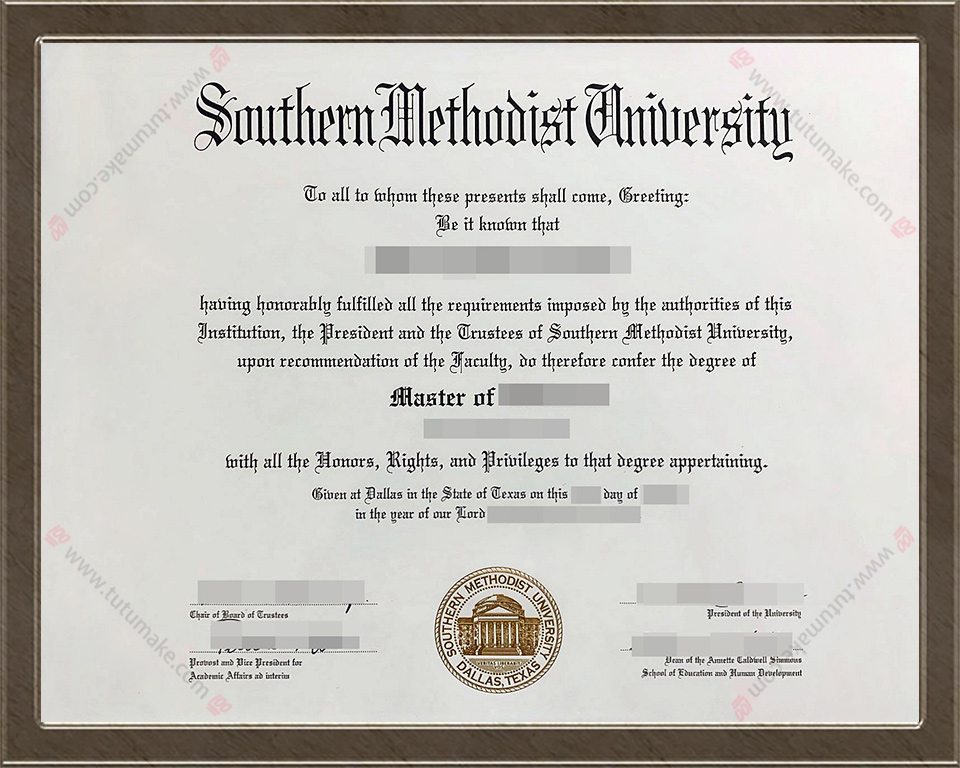 Southern Methodist University
To all to whom these presents shall come, Greeting:
Be it known that
having honorably fulfilled all the requirements imposed by the authorities of this
Institution, the President and the Trustees of Southern Methodist University,
upon recommendation of the Faculty, do therefore confer the degree of
Master of
with all the Honors, Rights, and Privileges to that degree appertaining.
Given at Dallas in the State of Texas on this day of
in the year of our Lord
Chair of Board of Trustees
President of the University
Provost and Vice President for
Academic Affairs ad interim
Dean of the Annette Caldwell Simmons
School of Education and Human Development
SOUTHERN METHODIST UNIVERSITY
VERITAS LIBERABIT
DALLAS, TEXAS
www.tutumake.com
www.tutumake.com
www.tutumake.com
www.tutumake.com